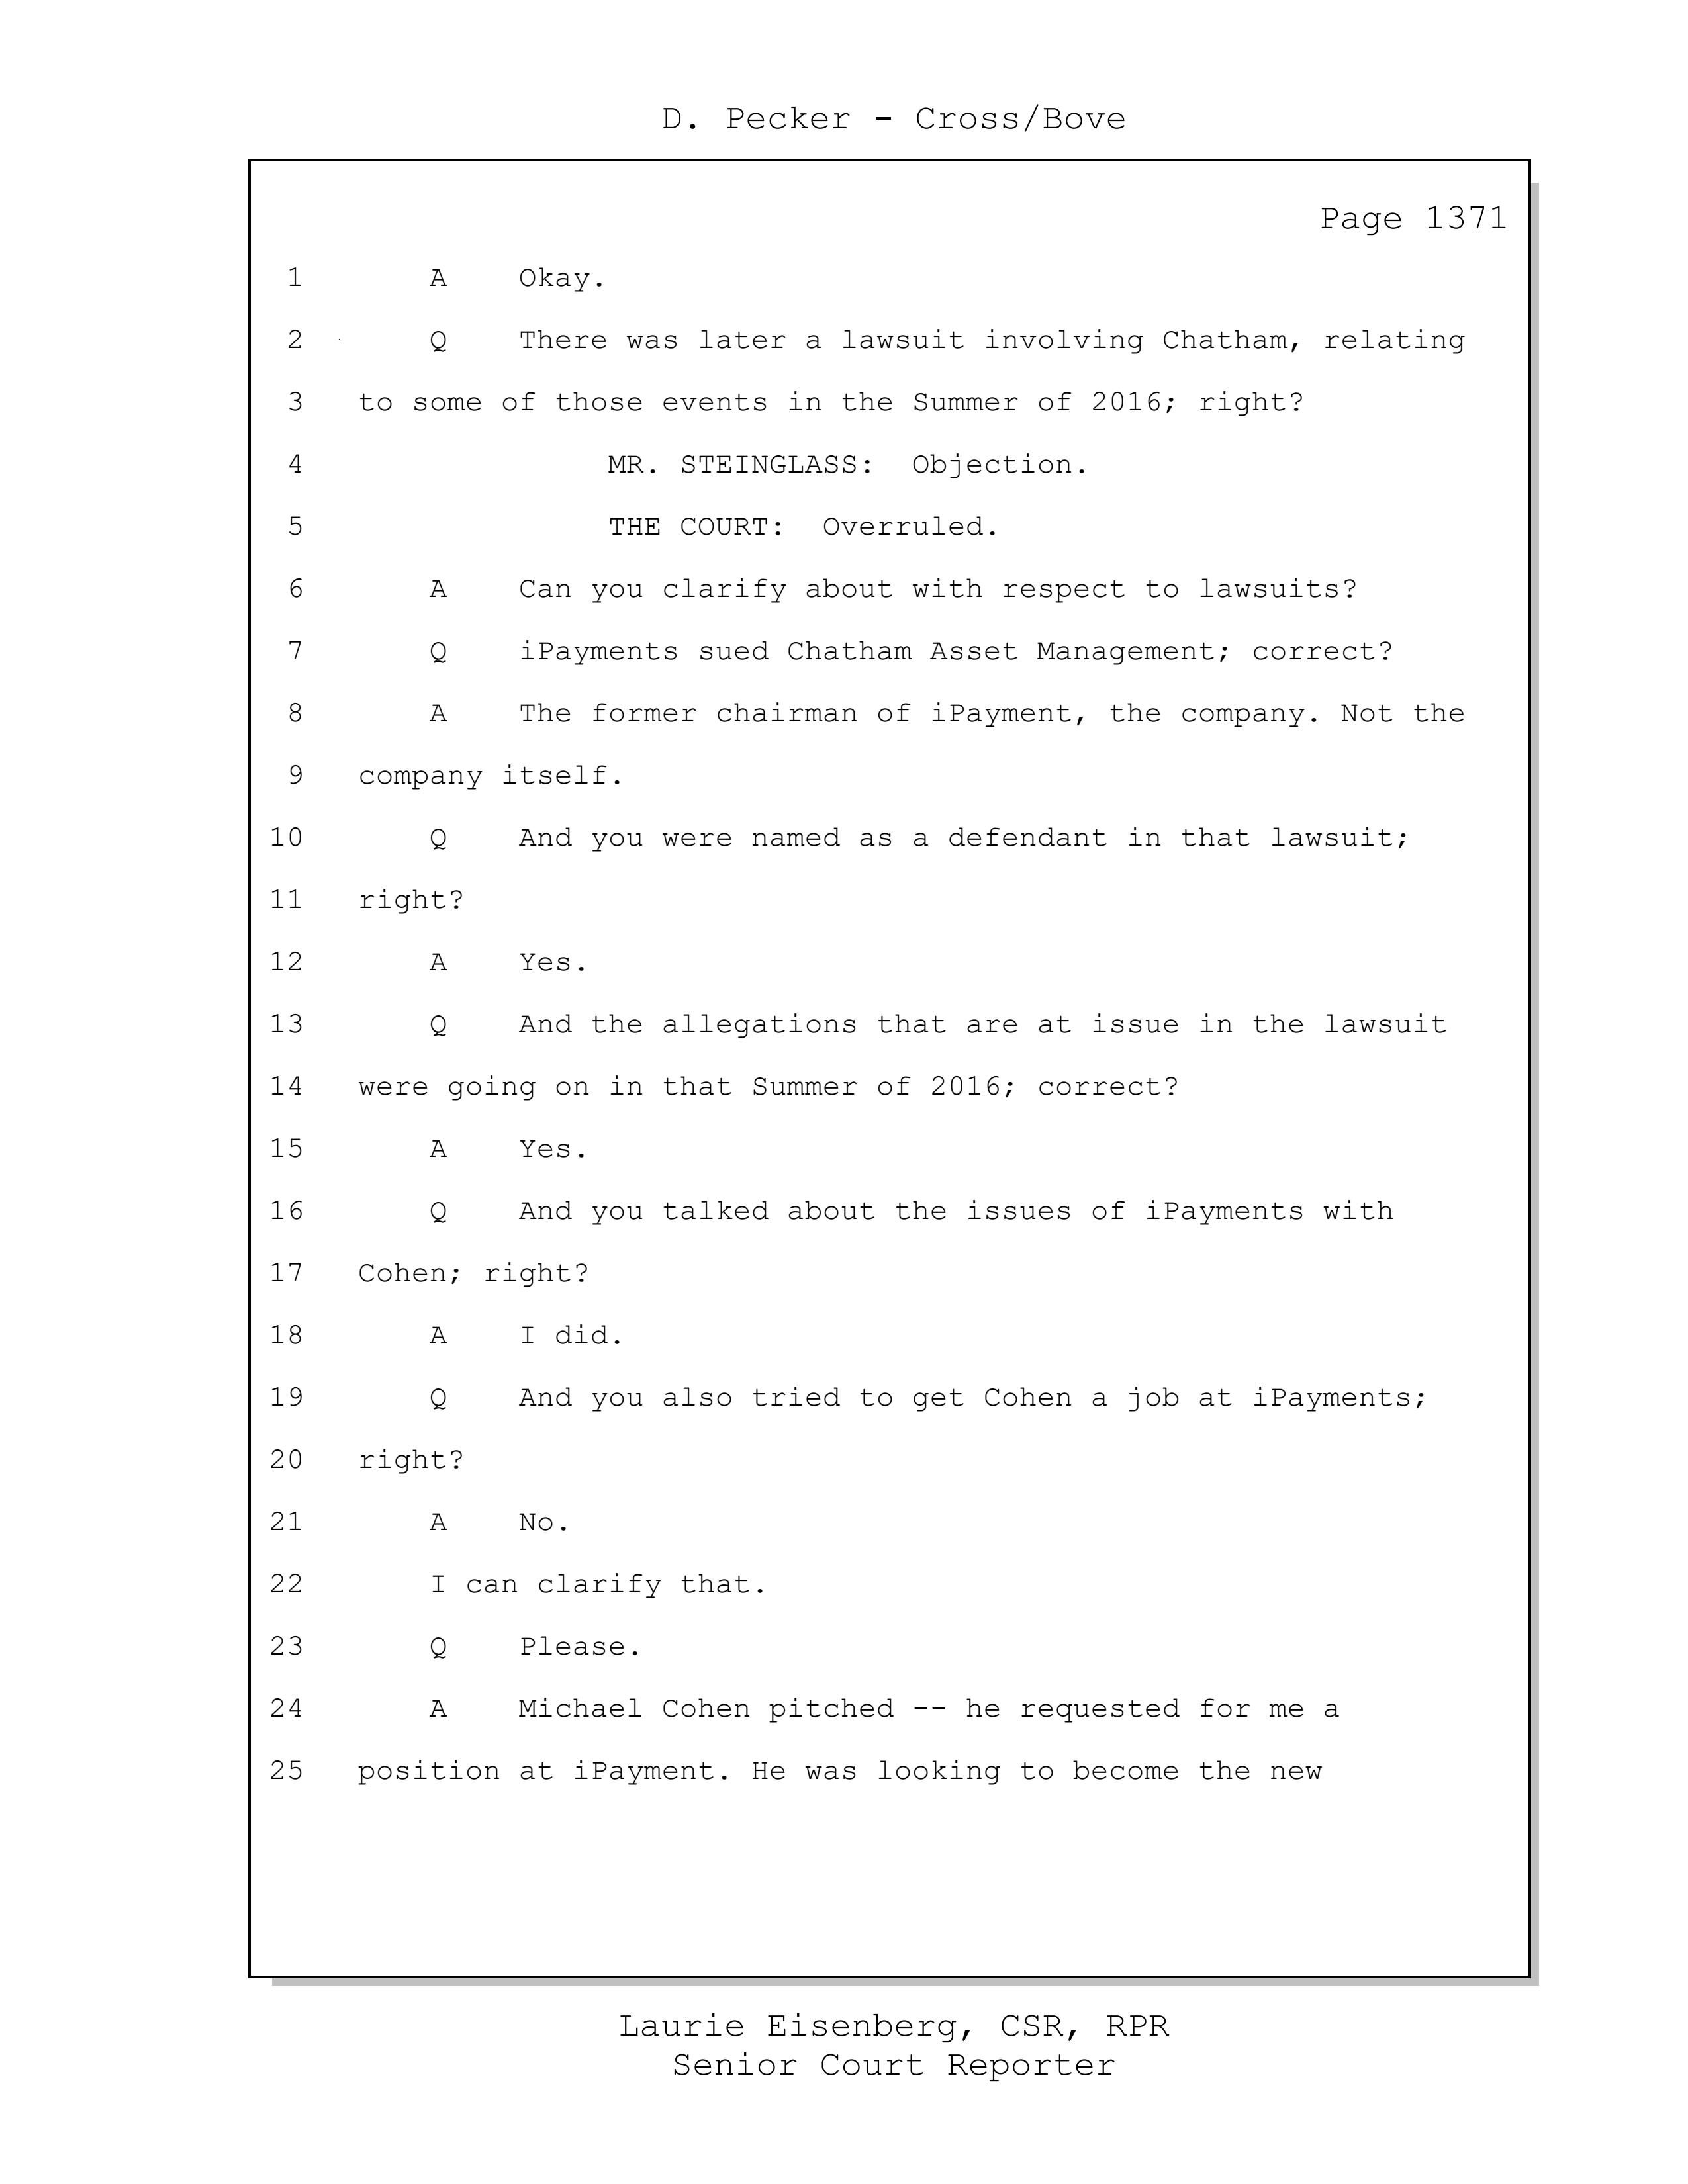 D. Pecker - Cross/Bove
Page 1371
1 A Okay.
2 Q There was later a lawsuit involving Chatham, relating
3 to some of those events in the Summer of 2016; right?
4 MR. STEINGLASS: Objection.
5 THE COURT: Overruled.
6 A Can you clarify about with respect to lawsuits?
7 Q iPayments sued Chatham Asset Management; correct?
8 A The former chairman of iPayment, the company. Not the
9 company itself.
10 Q And you were named as a defendant in that lawsuit;
11 right?
12 A Yes.
13 Q And the allegations that are at issue in the lawsuit
14 were going on in that Summer of 2016; correct?
15 A Yes.
16 Q And you talked about the issues of iPayments with
17 Cohen; right?
18 A I did.
19 Q And you also tried to get Cohen a job at iPayments;
20 right?
21 A No.
22 I can clarify that.
23 Q Please.
24 A Michael Cohen pitched -- he requested for me a
25 position at iPayment. He was looking to become the new
Laurie Eisenberg, CSR, RPR
Senior Court Reporter